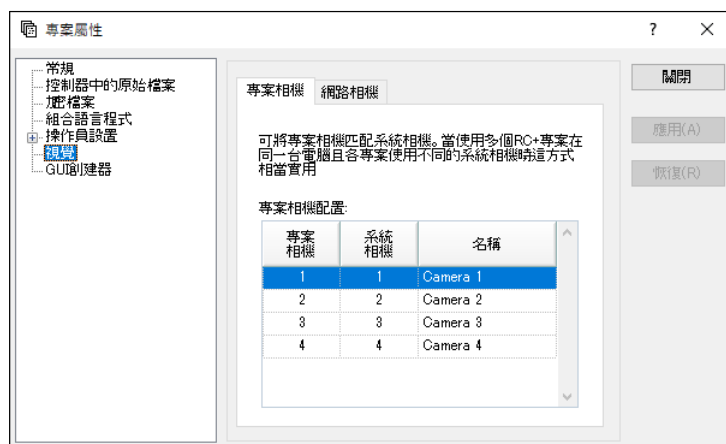 專案屬性
?
常規
控制器中的原始檔案
加密檔案
組合語言程式
操作員設置
視覺
GUI創建器
專案相機 網路相機
可將專案相機匹配系統相機。當使用多個RC+專案在
同一台電腦且各專案使用不同的系統相機時這方式
相當實用
專案相機配置:
專案
相機
系統
相機
名稱
1 1 Camera 1
2 2 Camera 2
3 3 Camera 3
4 4 Camera 4
關閉
應用(A)
恢復(R)